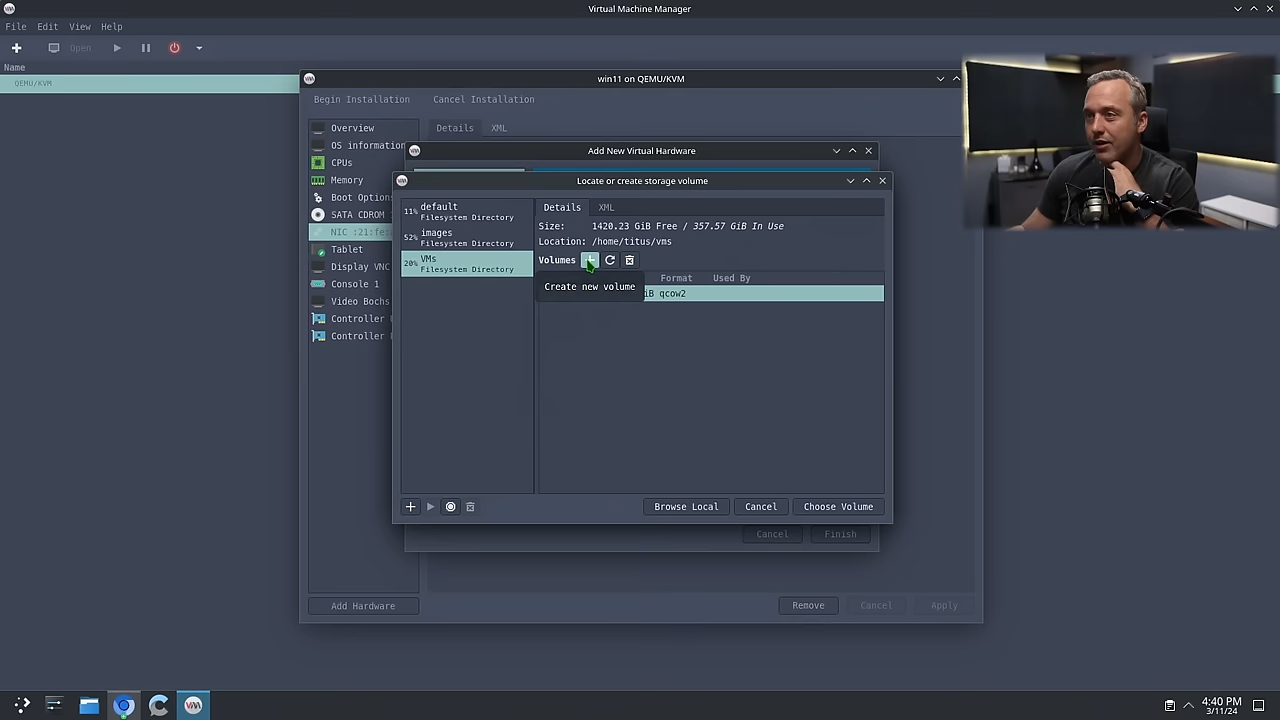 Virtual Machine Manager
File Edit View Help
Open
Name
QEMU/KVM
win11 on QEMU/KVM
Begin Installation Cancel Installation
Overview
OS information
CPUs
Memory
Boot Options
SATA CDROM
NIC :21:fe:
Tablet
Display VNC
Console 1
Video Bochs
Controller
Controller
Details XML
Add New Virtual Hardware
Locate or create storage volume
11% default
Filesystem Directory
52% images
Filesystem Directory
20% VMs
Filesystem Directory
Details XML
Size: 1420.23 GiB Free / 357.57 GiB In Use
Location: /home/titus/vms
Volumes
Format Used By
Create new volume
iB qcow2
Browse Local Cancel Choose Volume
Cancel Finish
Add Hardware
Remove Cancel Apply
4:40 PM
3/11/24